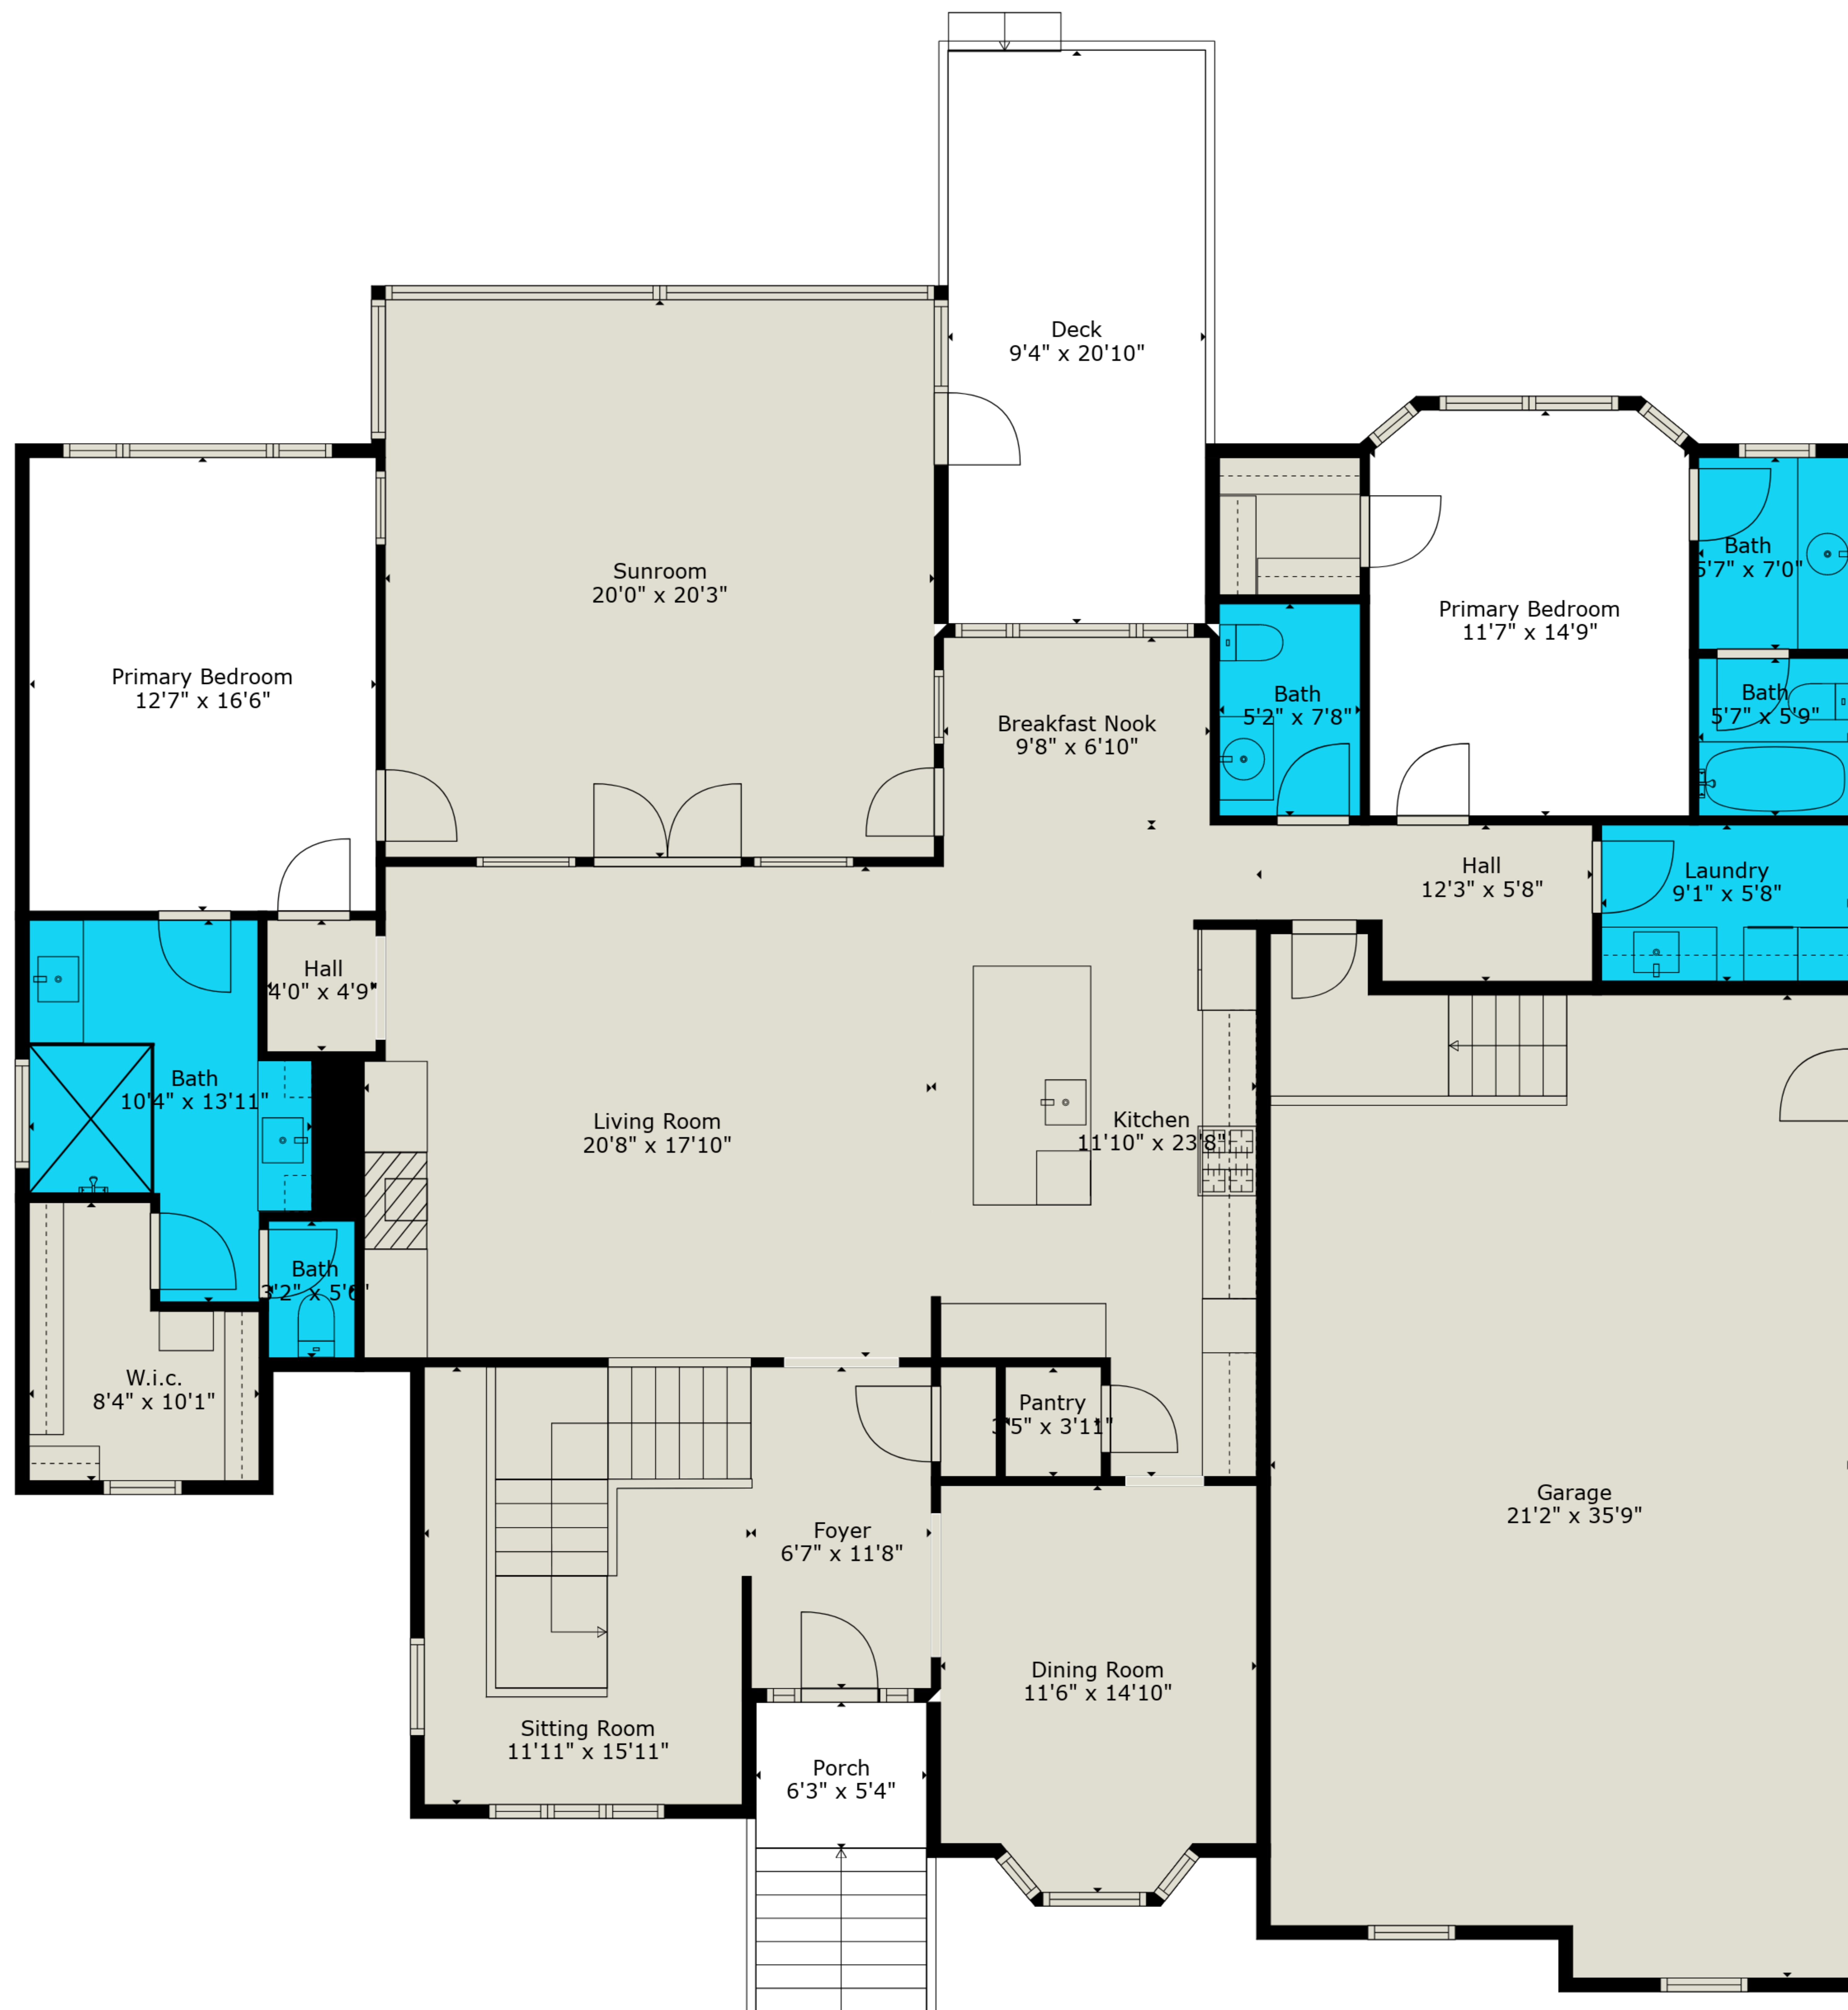 Deck
9'4" x 20'10"
Sunroom
20'0" x 20'3"
Primary Bedroom
12'7" x 16'6"
Breakfast Nook
9'8" x 6'10"
Bath
5'2" x 7'8"
Primary Bedroom
11'7" x 14'9"
Bath
5'7" x 7'0"
Bath
5'7" x 5'9"
Hall
12'3" x 5'8"
Laundry
9'1" x 5'8"
Hall
4'0" x 4'9"
Bath
10'4" x 13'11"
Living Room
20'8" x 17'10"
Kitchen
11'10" x 23'8"
Bath
3'2" x 5'6"
W.i.c.
8'4" x 10'1"
Pantry
3'5" x 3'11"
Foyer
6'7" x 11'8"
Garage
21'2" x 35'9"
Dining Room
11'6" x 14'10"
Sitting Room
11'11" x 15'11"
Porch
6'3" x 5'4"